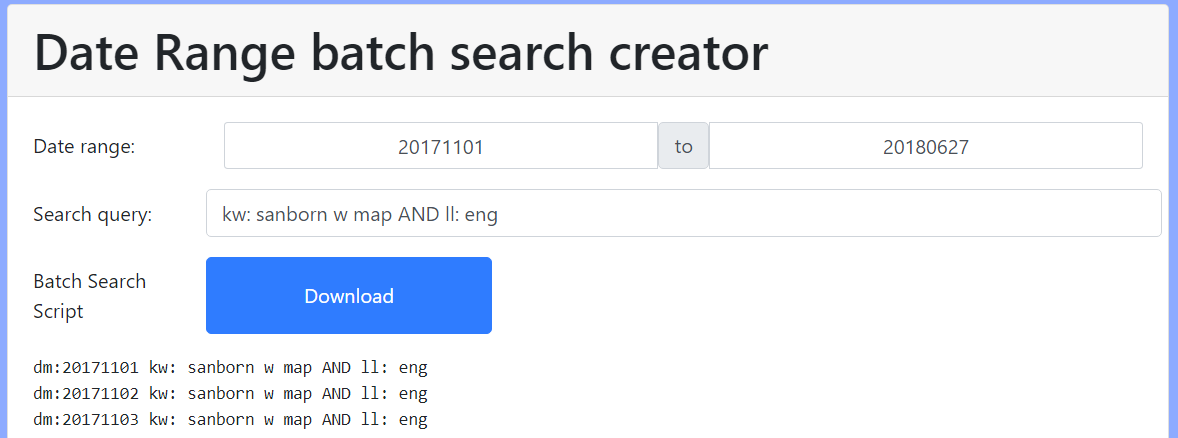 Date Range batch search creator
Date range: 20171101 to 20180627
Search query: kw: sanborn w map AND ll: eng
Batch Search
Script
Download
dm:20171101 kw: sanborn w map AND ll: eng
dm:20171102 kw: sanborn w map AND ll: eng
dm:20171103 kw: sanborn w map AND ll: eng